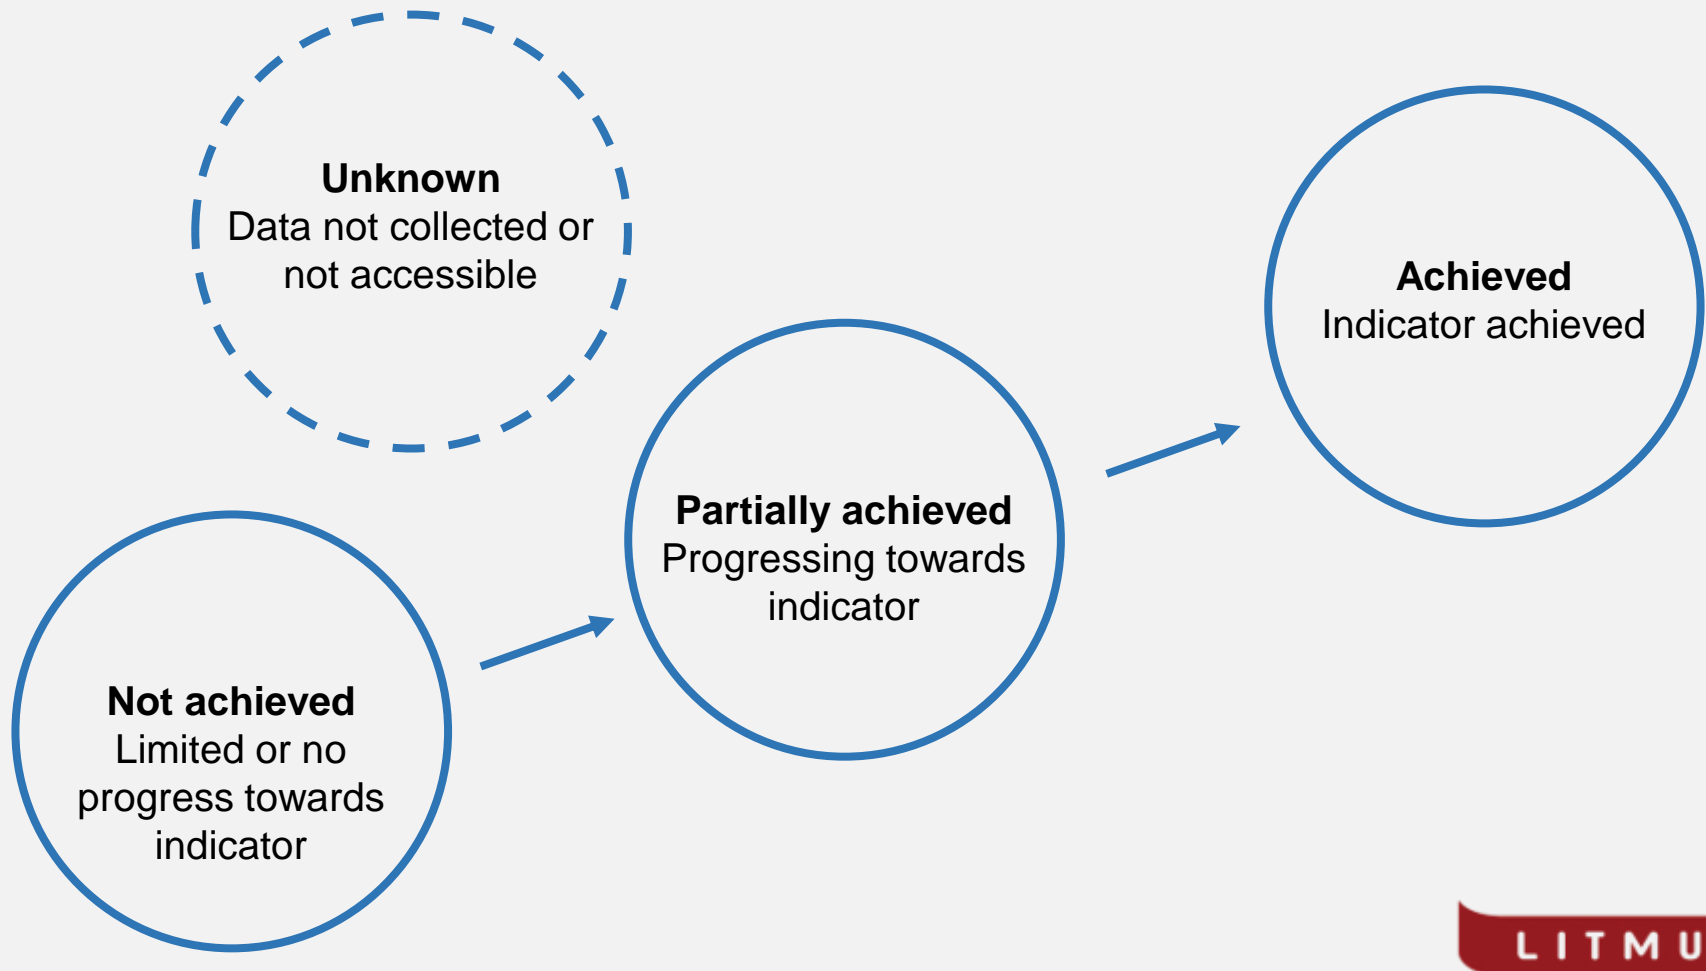 Unknown
Data not collected or
not accessible
Achieved
Indicator achieved
Partially achieved
Progressing towards
indicator
Not achieved
Limited or no
progress towards
indicator
LITMU